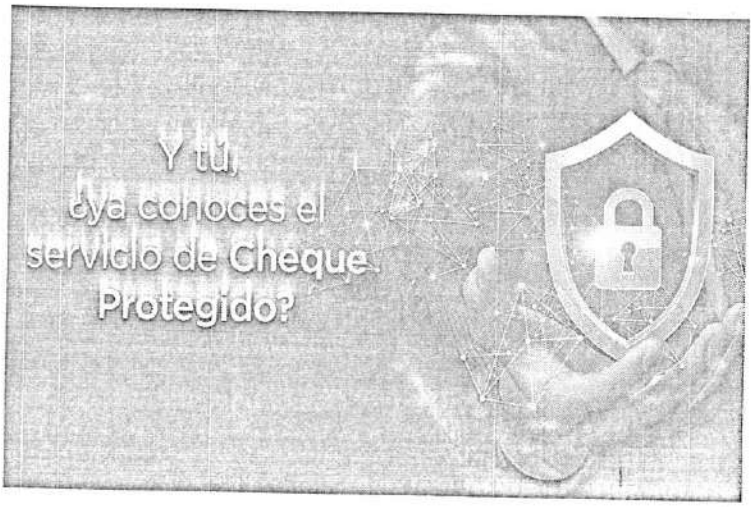 Y tú,
¿ya conoces el
servicio de Cheque
Protegido?